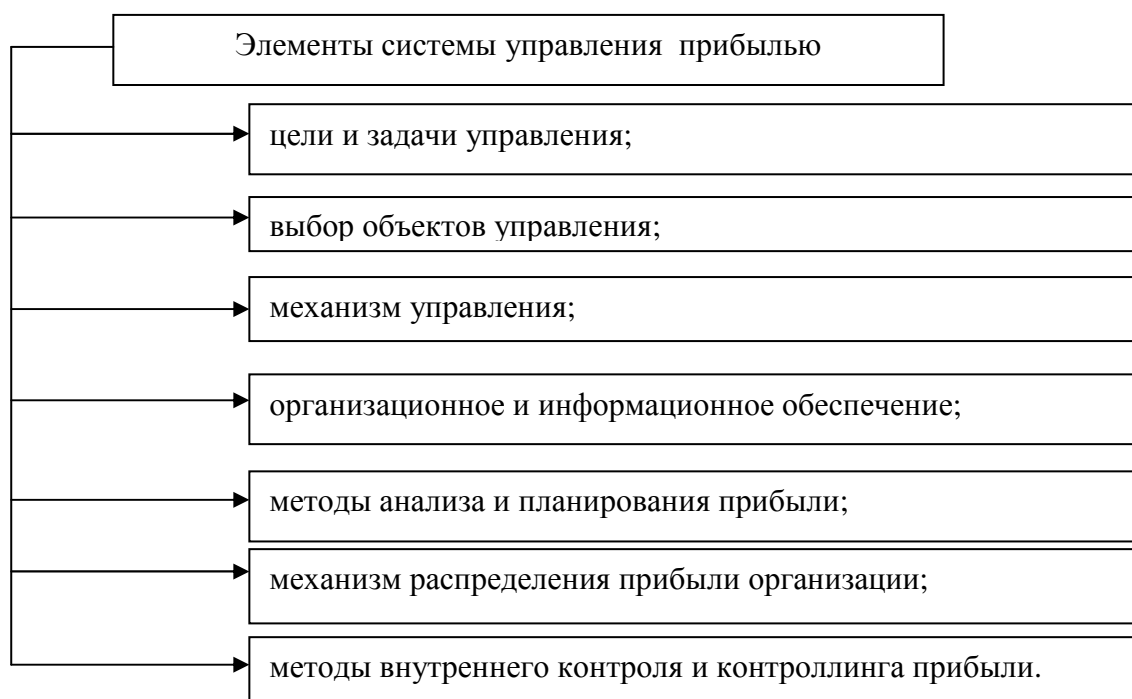 Элементы системы управления прибылью
цели и задачи управления;
выбор объектов управления;
механизм управления;
организационное и информационное обеспечение;
методы анализа и планирования прибыли;
механизм распределения прибыли организации;
методы внутреннего контроля и контроллинга прибыли.